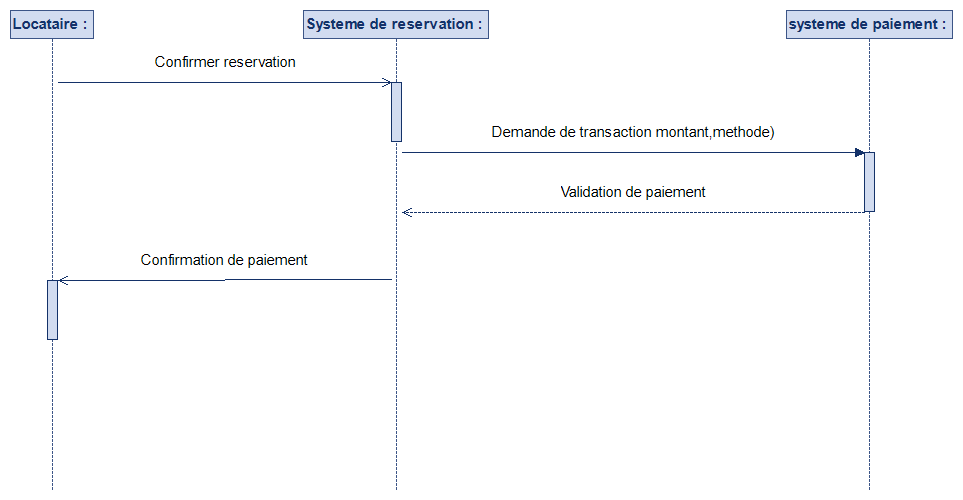 Locataire :
Systeme de reservation :
systeme de paiement :
Confirmer reservation
Demande de transaction montant,methode)
Validation de paiement
Confirmation de paiement